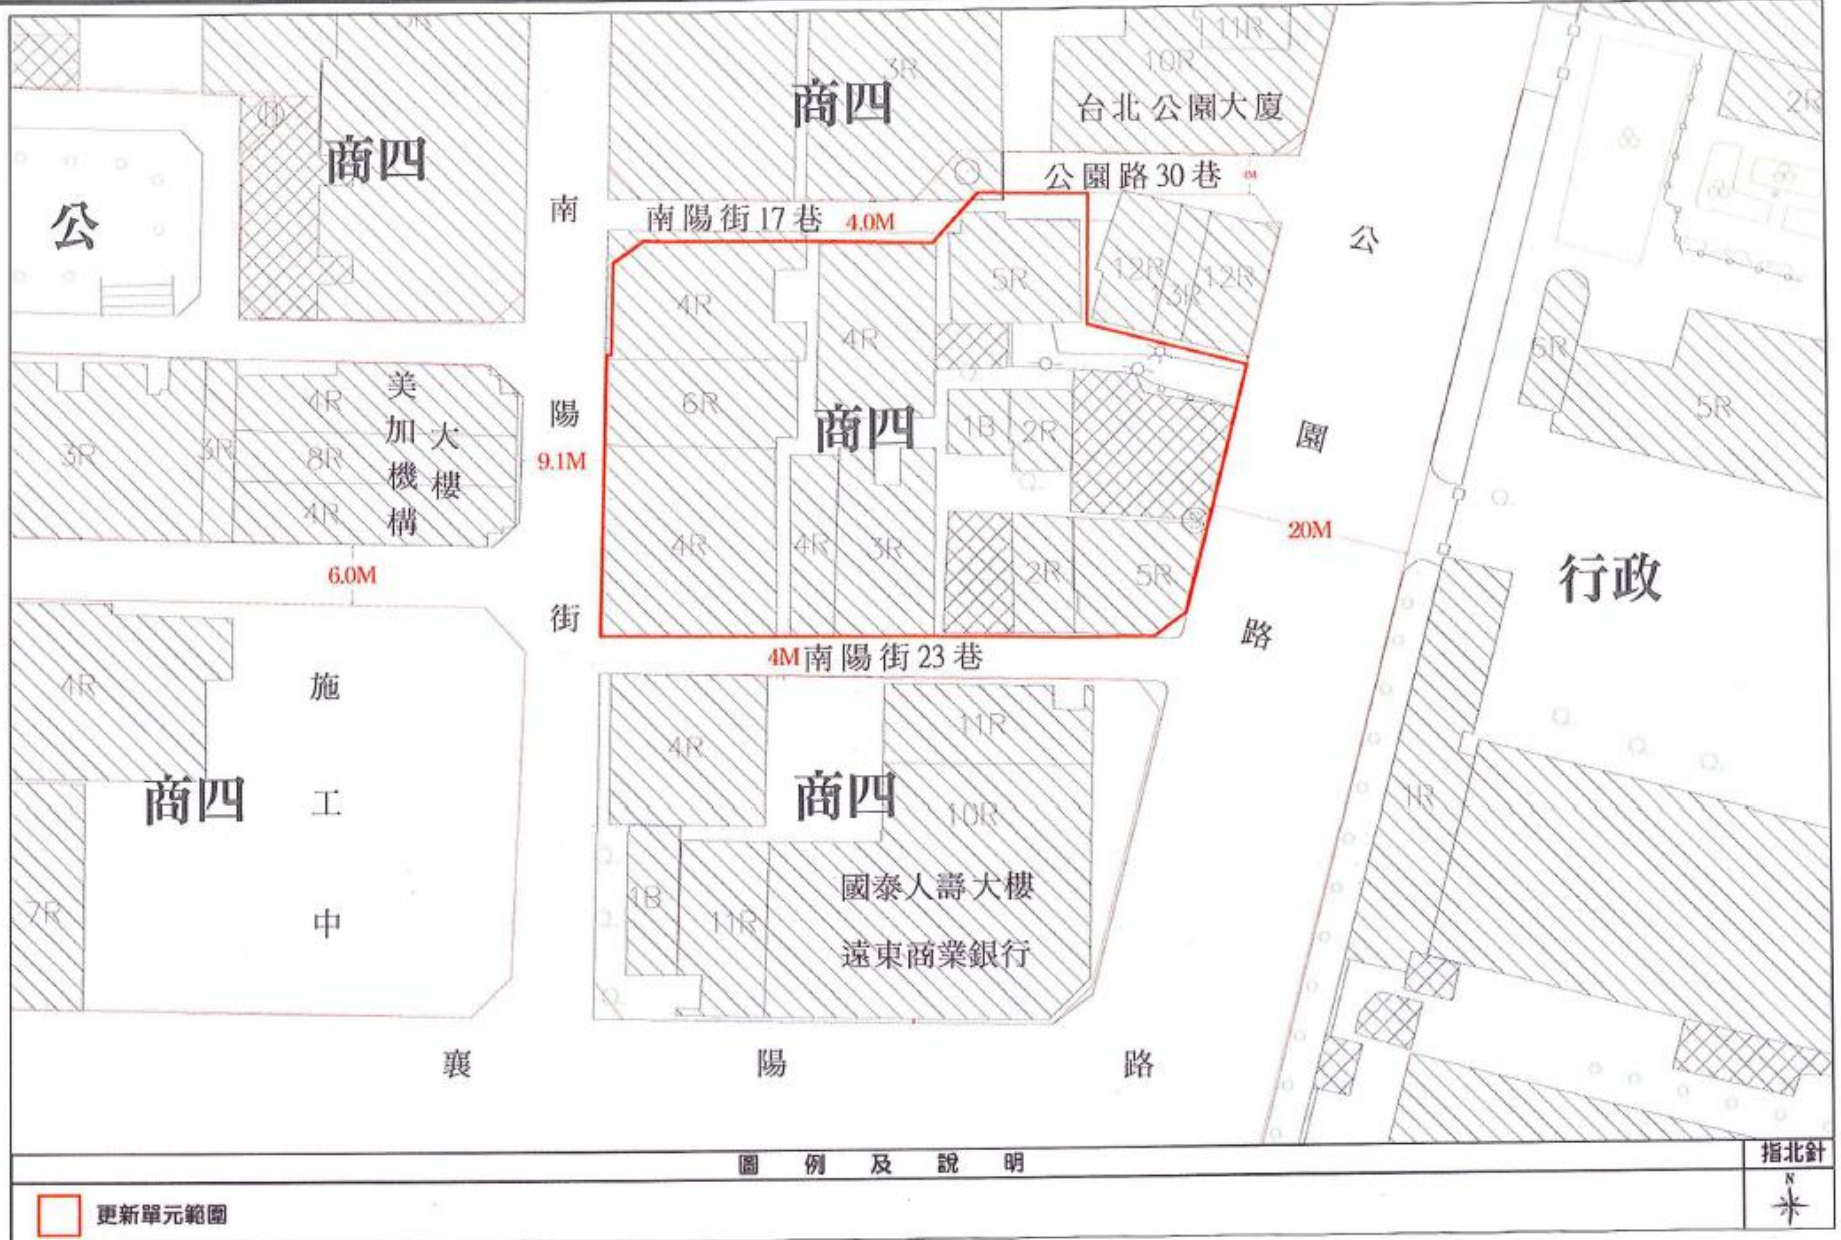 3R
11R
10R
2R
商四
台北公園大廈
商四
公園路30巷
公
南陽街
南陽街17巷
4.0M
公園路
5R
12R
13R
12R
4R
4R
6R
5R
美加機構
大樓
4R
8R
4R
3R
3R
6R
商四
1B
2R
5R
9.1M
20M
4R
4R
3R
2R
5R
行政
6.0M
4M
南陽街23巷
4R
施工中
4R
11R
商四
商四
10R
1R
7R
1B
11R
國泰人壽大樓
遠東商業銀行
襄陽路
圖例及說明
指北針
N
更新單元範圍